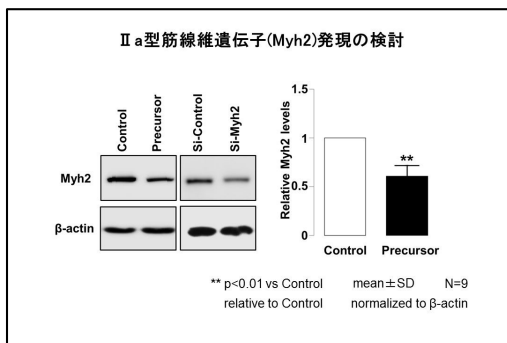 Ⅱa型筋線維遺伝子(Myh2)発現の検討
Control
Precursor
Si-Control
Si-Myh2
Myh2
β-actin
Relative Myh2 levels
1.5
1
0.5
0
**
Control Precursor
** p<0.01 vs Control mean±SD N=9
relative to Control normalized to β-actin